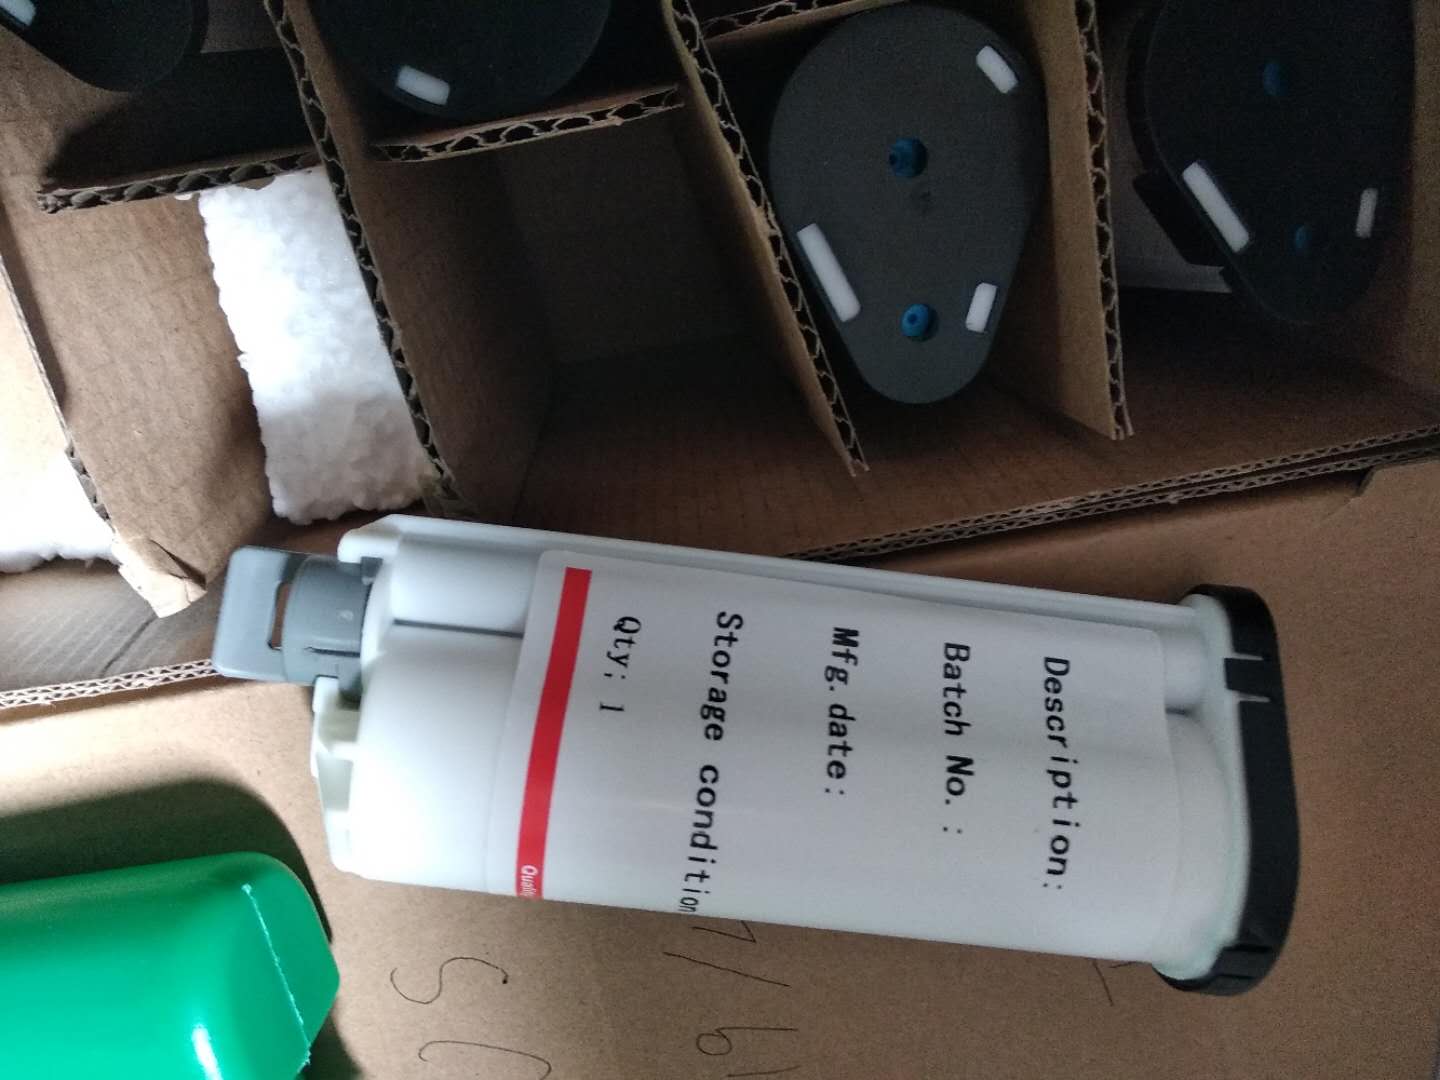 Description:
Batch No. :
Mfg. date:
Storage condition
Qty: 1